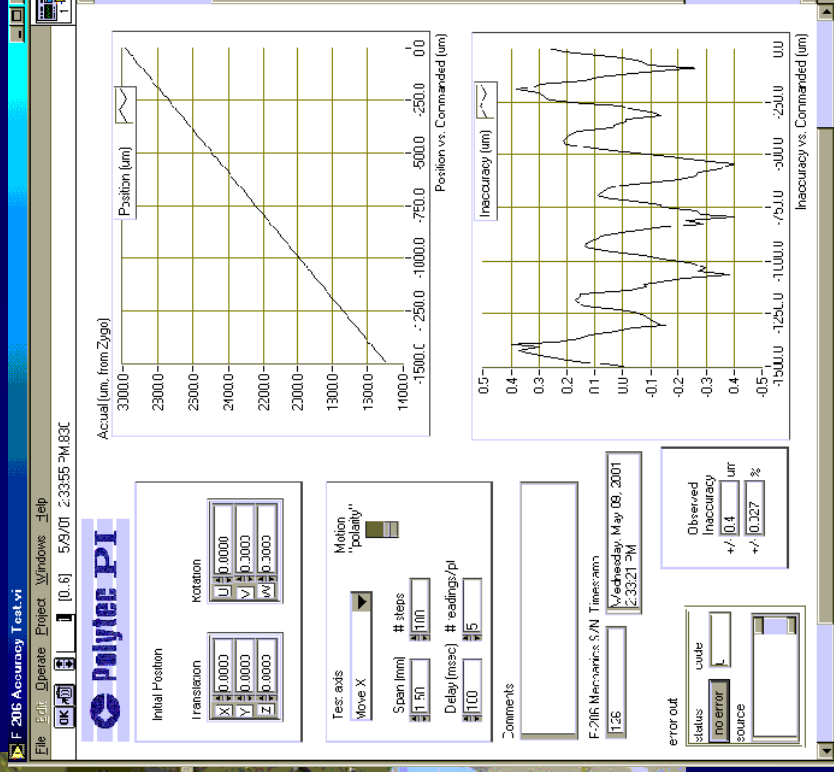 F 206 Accuracy Test.vi
File Edit Operate Project Windows Help
OK [0..6] 5/9/01 2:33:55 PM.830
Polytec PI
Initial Position
Translation
X 0.0000
Y 0.0000
Z 0.0000
Rotation
U 0.0000
V 0.0000
W 0.0000
Test axis
Move X
Motion
"polarity"
Span (mm)
1.50
# steps
100
Delay (msec)
100
# readings/pt
5
Comments
F-206 Mechanics S/N
126
Timestamp
Wednesday, May 09, 2001
2:33:21 PM
error out
status
no error
code
source
Observed
Inaccuracy
+/- 0.4 um
+/- 0.027 %
Actual (um, from Zygo)
Position (um)
3000.0
2800.0
2600.0
2400.0
2200.0
2000.0
1800.0
1600.0
1400.0
-1500.0 -1250.0 -1000.0 -750.0 -500.0 -250.0 0.0
Position vs. Commanded (um)
Inaccuracy (um)
0.5
0.4
0.3
0.2
0.1
0.0
-0.1
-0.2
-0.3
0.4
-0.5
-1500.0 -1250.0 -1000.0 -750.0 -500.0 -250.0 0.0
Inaccuracy vs. Commanded (um)